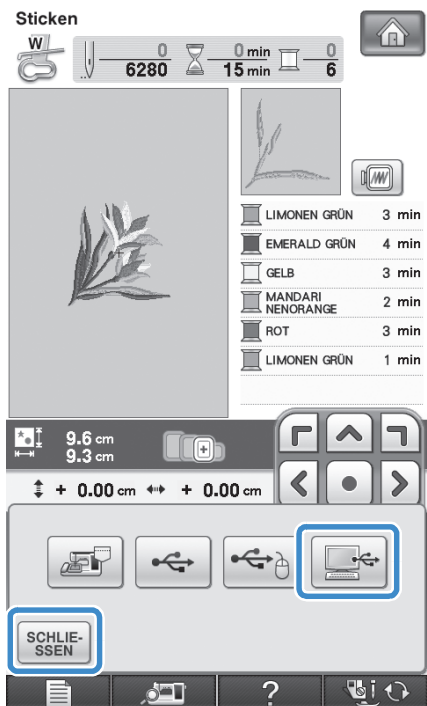 Sticken
W
0 0 min 0
6280 15 min 6
LIMONEN GRÜN 3 min
EMERALD GRÜN 4 min
GELB 3 min
MANDARI
NENORANGE 2 min
ROT 3 min
LIMONEN GRÜN 1 min
9.6 cm
9.3 cm
+ 0.00 cm + 0.00 cm
SCHLIE-
SSEN
?